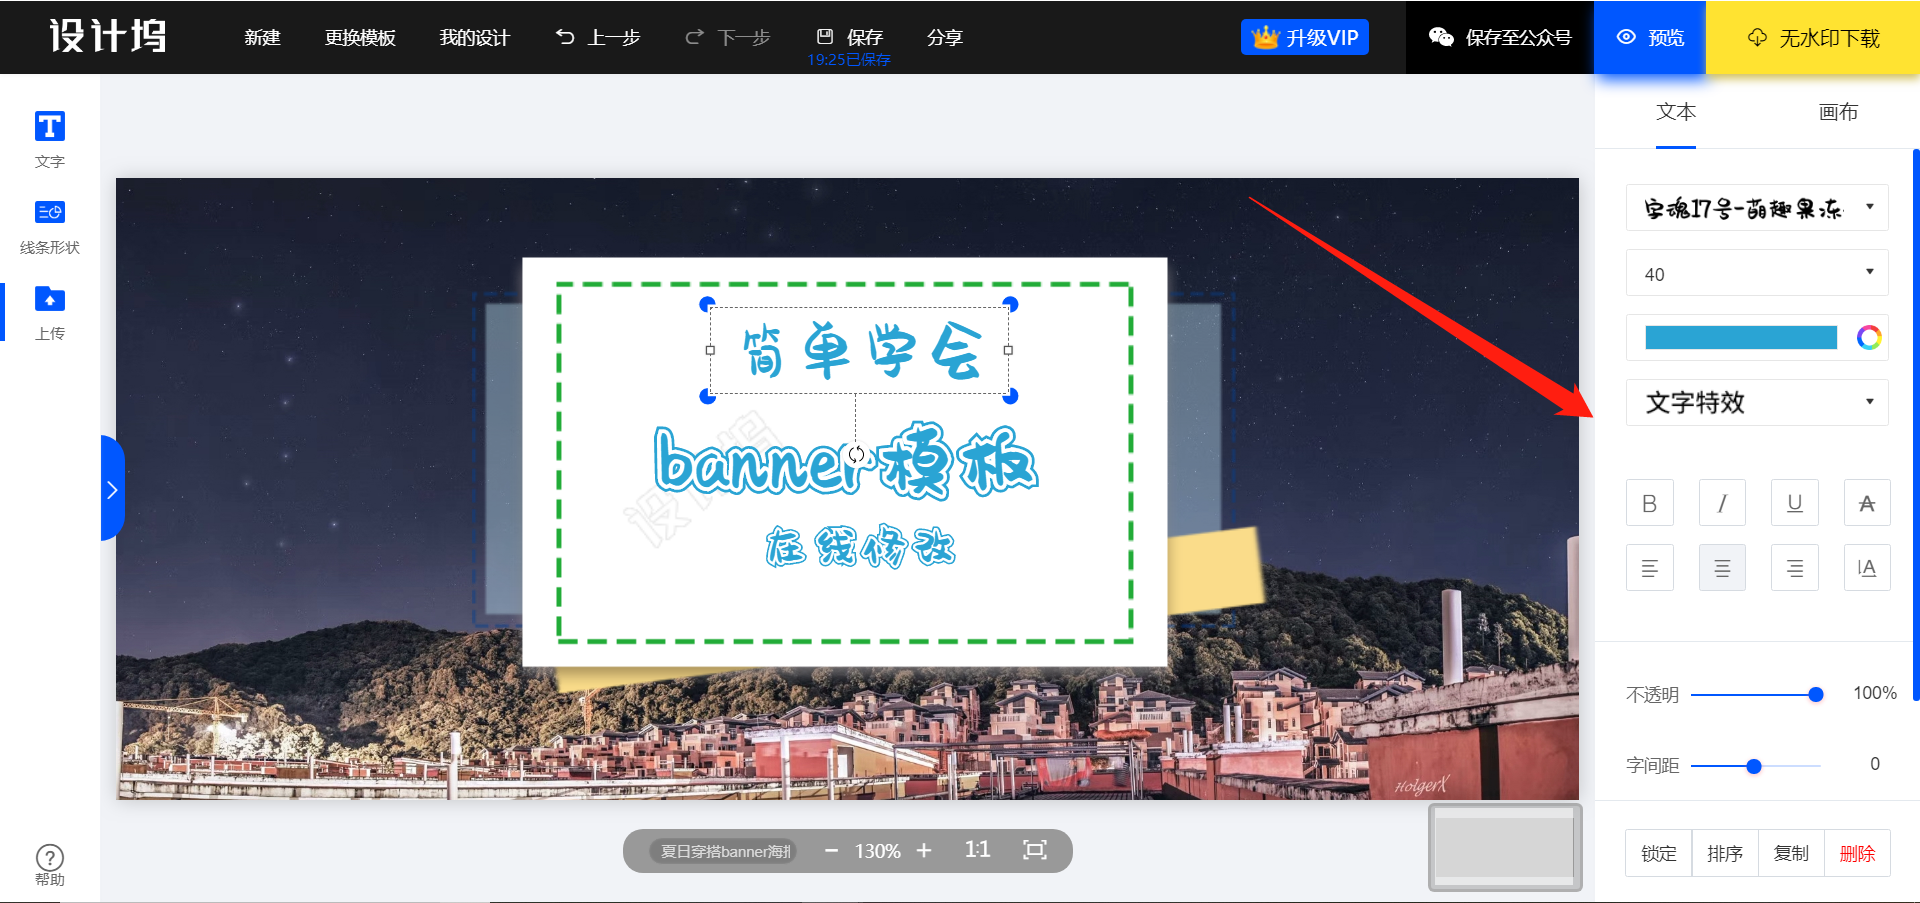 设计坞
新建 更换模板 我的设计 上一步 下一步 保存 分享
19:25已保存
升级VIP
保存至公众号
预览
无水印下载
文字
线条形状
上传
帮助
简单学会
banner模板
在线修改
设计坞
HolgerX
夏日穿搭banner海报
130%
1:1
文本 画布
字魂17号-萌趣果冻
40
文字特效
B I U A
A
不透明 100%
字间距 0
锁定 排序 复制 删除